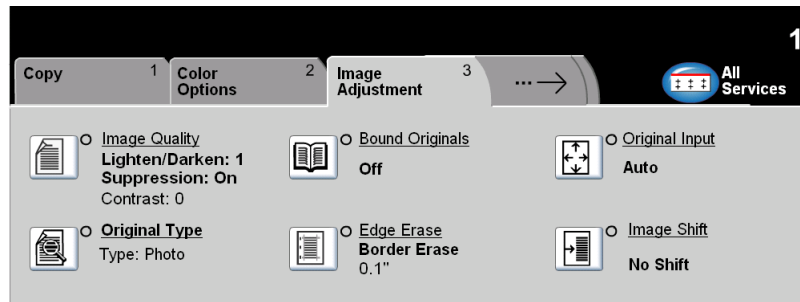 1
Copy 1
Color 2
Options
Image 3
Adjustment
All
Services
Image Quality
Lighten/Darken: 1
Suppression: On
Contrast: 0
Bound Originals
Off
Original Input
Auto
Original Type
Type: Photo
Edge Erase
Border Erase
0.1"
Image Shift
No Shift